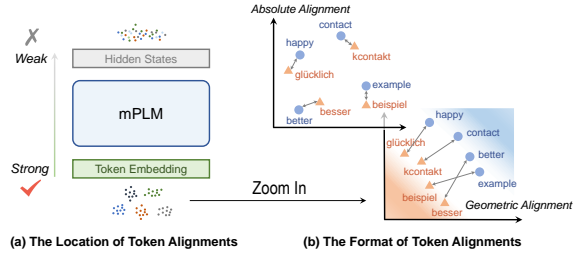 Weak
Hidden States
mPLM
Strong
Token Embedding
Zoom In
(a) The Location of Token Alignments
Absolute Alignment
contact
happy
kcontakt
glücklich
example
besser
beispiel
better
happy
glücklich
contact
kcontakt
better
beispiel
example
besser
Geometric Alignment
(b) The Format of Token Alignments